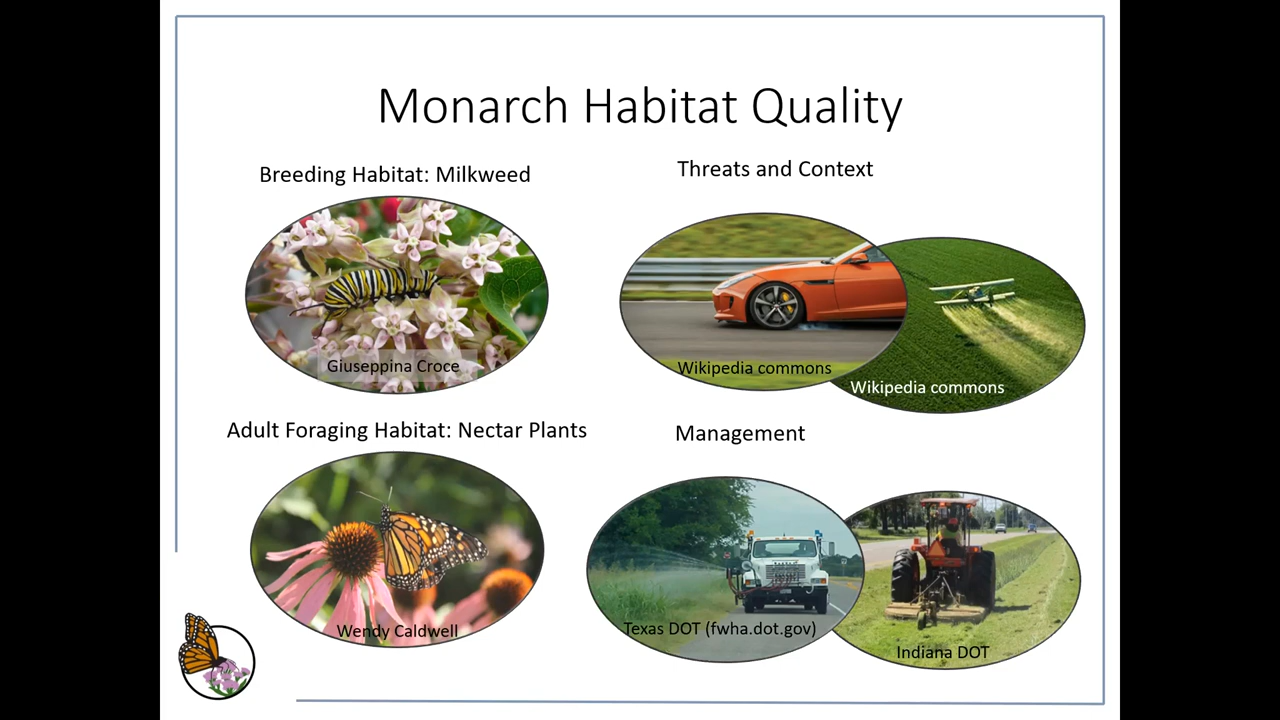 Monarch Habitat Quality
Breeding Habitat: Milkweed
Giuseppina Croce
Threats and Context
Wikipedia commons
Wikipedia commons
Adult Foraging Habitat: Nectar Plants
Wendy Caldwell
Management
Texas DOT (fwha.dot.gov)
Indiana DOT